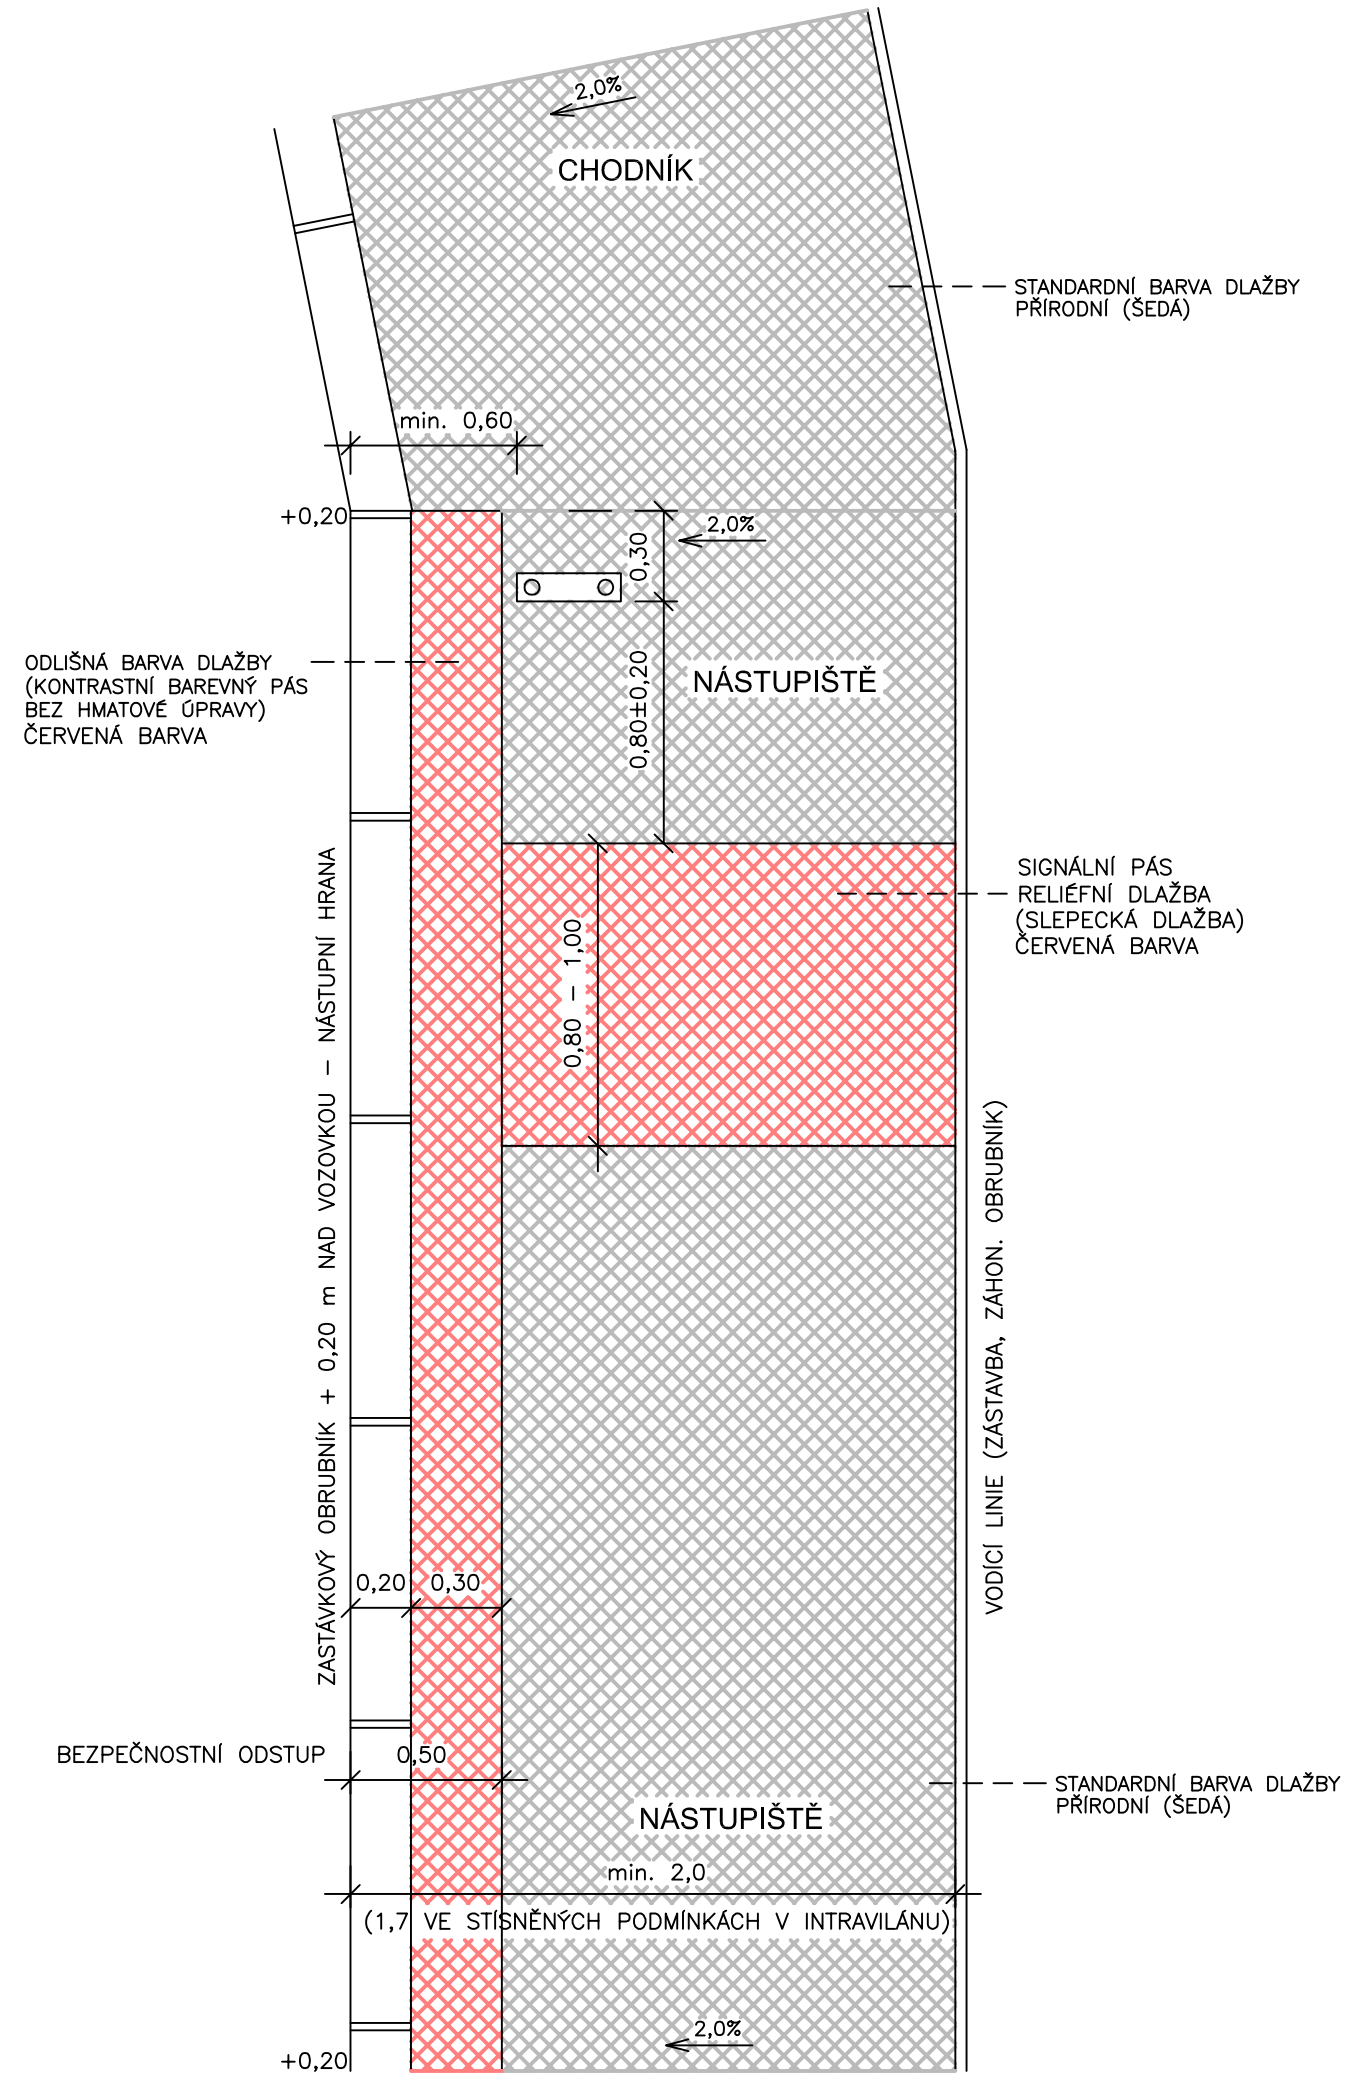 2,0%
CHODNÍK
STANDARDNÍ BARVA DLAŽBY
PŘÍRODNÍ (ŠEDÁ)
min. 0,60
+0,20
2,0%
0,30
ODLIŠNÁ BARVA DLAŽBY
(KONTRASTNÍ BAREVNÝ PÁS
BEZ HMATOVÉ ÚPRAVY)
ČERVENÁ BARVA
0,80±0,20
NÁSTUPIŠTĚ
SIGNÁLNÍ PÁS
RELIÉFNÍ DLAŽBA
(SLEPECKÁ DLAŽBA)
ČERVENÁ BARVA
0,80 – 1,00
ZASTÁVKOVÝ OBRUBNÍK + 0,20 m NAD VOZOVKOU – NÁSTUPNÍ HRANA
VODÍCÍ LINIE (ZÁSTAVBA, ZÁHON. OBRUBNÍK)
0,20
0,30
BEZPEČNOSTNÍ ODSTUP
0,50
STANDARDNÍ BARVA DLAŽBY
PŘÍRODNÍ (ŠEDÁ)
NÁSTUPIŠTĚ
min. 2,0
(1,7 VE STÍSNĚNÝCH PODMÍNKÁCH V INTRAVILÁNU)
2,0%
+0,20